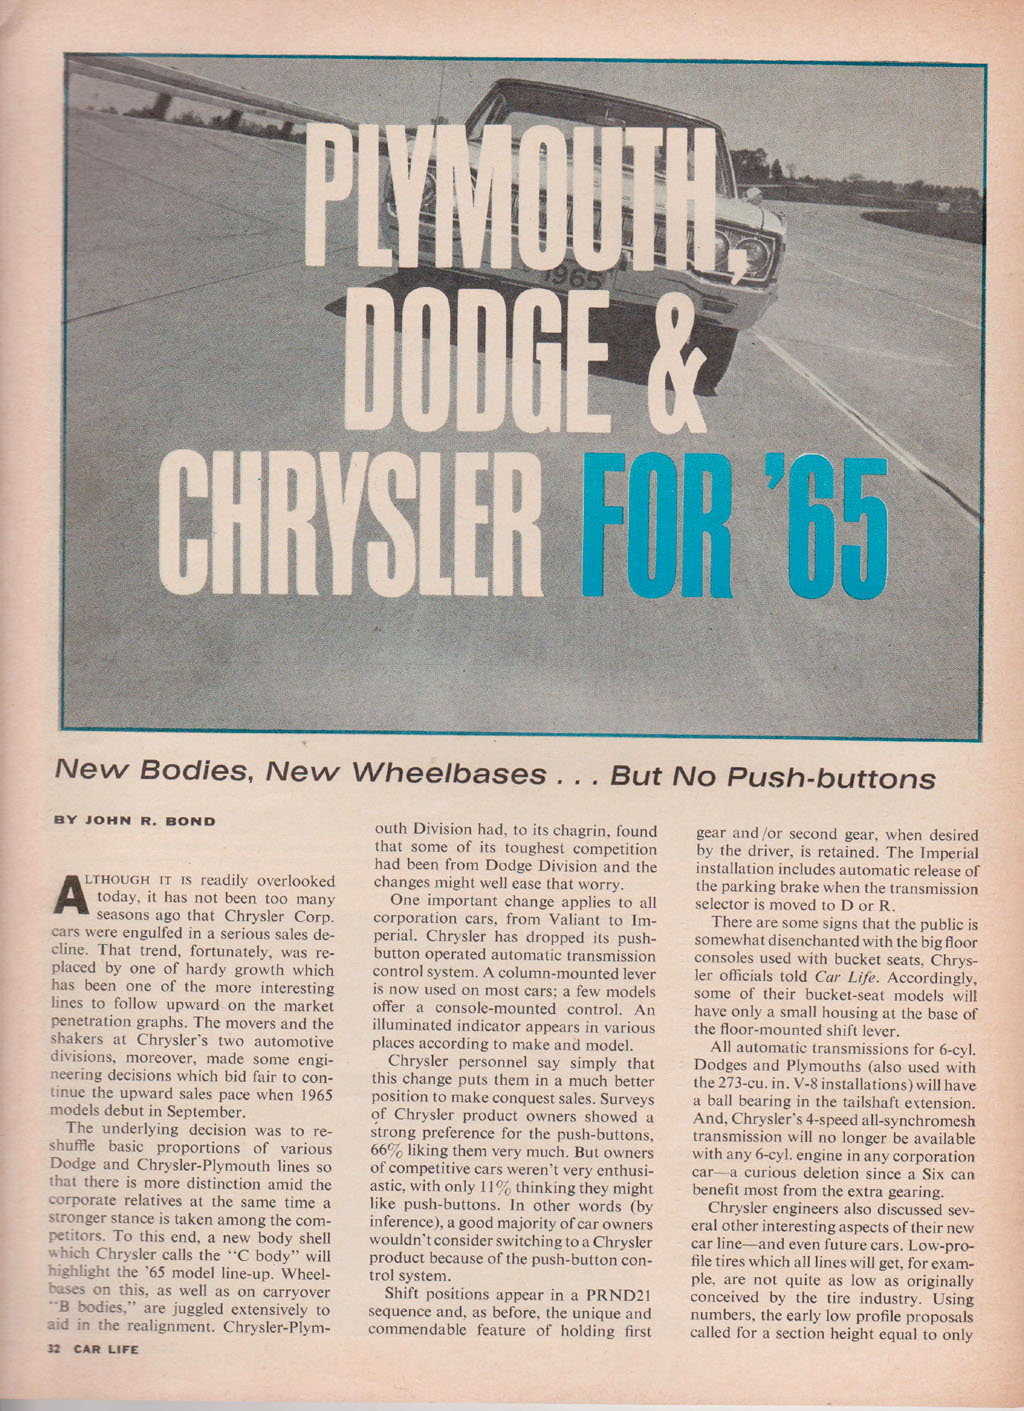 PLYMOUTH,
DODGE &
CHRYSLER FOR '65
1965
New Bodies, New Wheelbases . . . But No Push-buttons
BY JOHN R. BOND
ALTHOUGH IT IS readily overlooked
today, it has not been too many
seasons ago that Chrysler Corp.
cars were engulfed in a serious sales de-
cline. That trend, fortunately, was re-
placed by one of hardy growth which
has been one of the more interesting
lines to follow upward on the market
penetration graphs. The movers and the
shakers at Chrysler's two automotive
divisions, moreover, made some engi-
neering decisions which bid fair to con-
tinue the upward sales pace when 1965
models debut in September.
The underlying decision was to re-
shuffle basic proportions of various
Dodge and Chrysler-Plymouth lines so
that there is more distinction amid the
corporate relatives at the same time a
stronger stance is taken among the com-
petitors. To this end, a new body shell
which Chrysler calls the "C body" will
highlight the '65 model line-up. Wheel-
bases on this, as well as on carryover
"B bodies," are juggled extensively to
aid in the realignment. Chrysler-Plym-
outh Division had, to its chagrin, found
that some of its toughest competition
had been from Dodge Division and the
changes might well ease that worry.
One important change applies to all
corporation cars, from Valiant to Im-
perial. Chrysler has dropped its push-
button operated automatic transmission
control system. A column-mounted lever
is now used on most cars; a few models
offer a console-mounted control. An
illuminated indicator appears in various
places according to make and model.
Chrysler personnel say simply that
this change puts them in a much better
position to make conquest sales. Surveys
of Chrysler product owners showed a
strong preference for the push-buttons,
66% liking them very much. But owners
of competitive cars weren't very enthusi-
astic, with only 11% thinking they might
like push-buttons. In other words (by
inference), a good majority of car owners
wouldn't consider switching to a Chrysler
product because of the push-button con-
trol system.
Shift positions appear in a PRND21
sequence and, as before, the unique and
commendable feature of holding first
gear and/or second gear, when desired
by the driver, is retained. The Imperial
installation includes automatic release of
the parking brake when the transmission
selector is moved to D or R.
There are some signs that the public is
somewhat disenchanted with the big floor
consoles used with bucket seats, Chrys-
ler officials told Car Life. Accordingly,
some of their bucket-seat models will
have only a small housing at the base of
the floor-mounted shift lever.
All automatic transmissions for 6-cyl.
Dodges and Plymouths (also used with
the 273-cu. in. V-8 installations) will have
a ball bearing in the tailshaft extension.
And, Chrysler's 4-speed all-synchromesh
transmission will no longer be available
with any 6-cyl. engine in any corporation
car—a curious deletion since a Six can
benefit most from the extra gearing.
Chrysler engineers also discussed sev-
eral other interesting aspects of their new
car line—and even future cars. Low-pro-
file tires which all lines will get, for exam-
ple, are not quite as low as originally
conceived by the tire industry. Using
numbers, the early low profile proposals
called for a section height equal to only
32 CAR LIFE